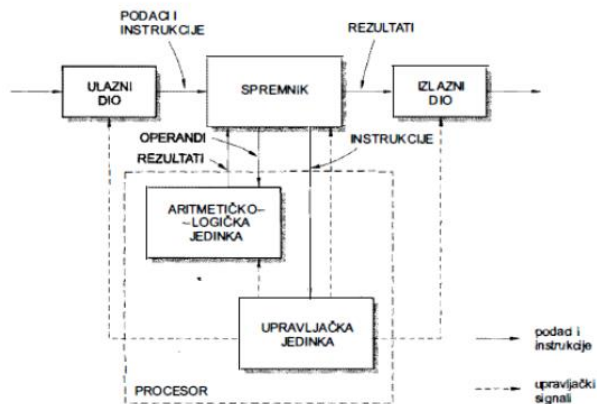 PODACI I
INSTRUKCIJE
REZULTATI
ULAZNI
DIO
SPREMNIK
IZLAZNI
DIO
OPERANDI
REZULTATI
INSTRUKCIJE
ARITMETIČKO-
-LOGIČKA
JEDINKA
UPRAVLJAČKA
JEDINKA
PROCESOR
podaci i
instrukcije
upravljački
signali